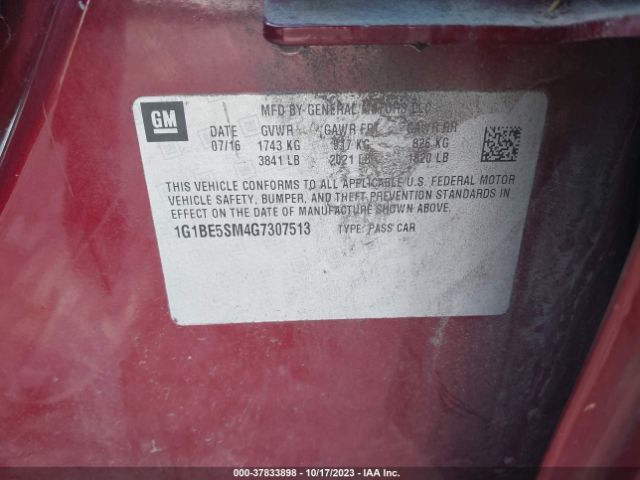 GM
MFD BY GENERAL MOTORS LLC
DATE GVWR GAWR FRT GAWR RR
07/16 1743 KG 917 KG 826 KG
3841 LB 2021 LB 1820 LB
THIS VEHICLE CONFORMS TO ALL APPLICABLE U.S. FEDERAL MOTOR
VEHICLE SAFETY, BUMPER, AND THEFT PREVENTION STANDARDS IN
EFFECT ON THE DATE OF MANUFACTURE SHOWN ABOVE.
1G1BE5SM4G7307513 TYPE: PASS CAR
000-37833898 - 10/17/2023 - IAA Inc.